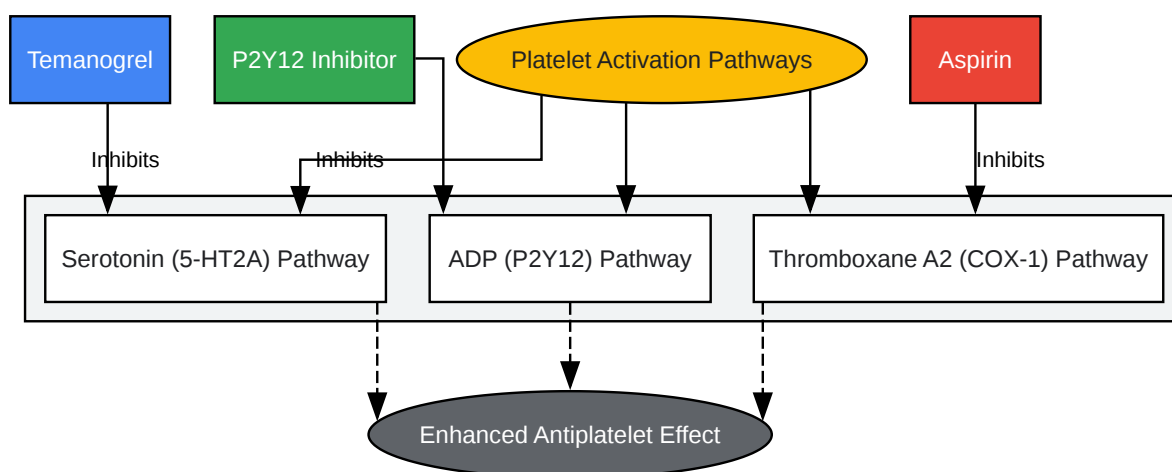 Temanogrel
P2Y12 Inhibitor
Platelet Activation Pathways
Aspirin
Inhibits
Inhibits
Inhibits
Serotonin (5-HT2A) Pathway
ADP (P2Y12) Pathway
Thromboxane A2 (COX-1) Pathway
Enhanced Antiplatelet Effect